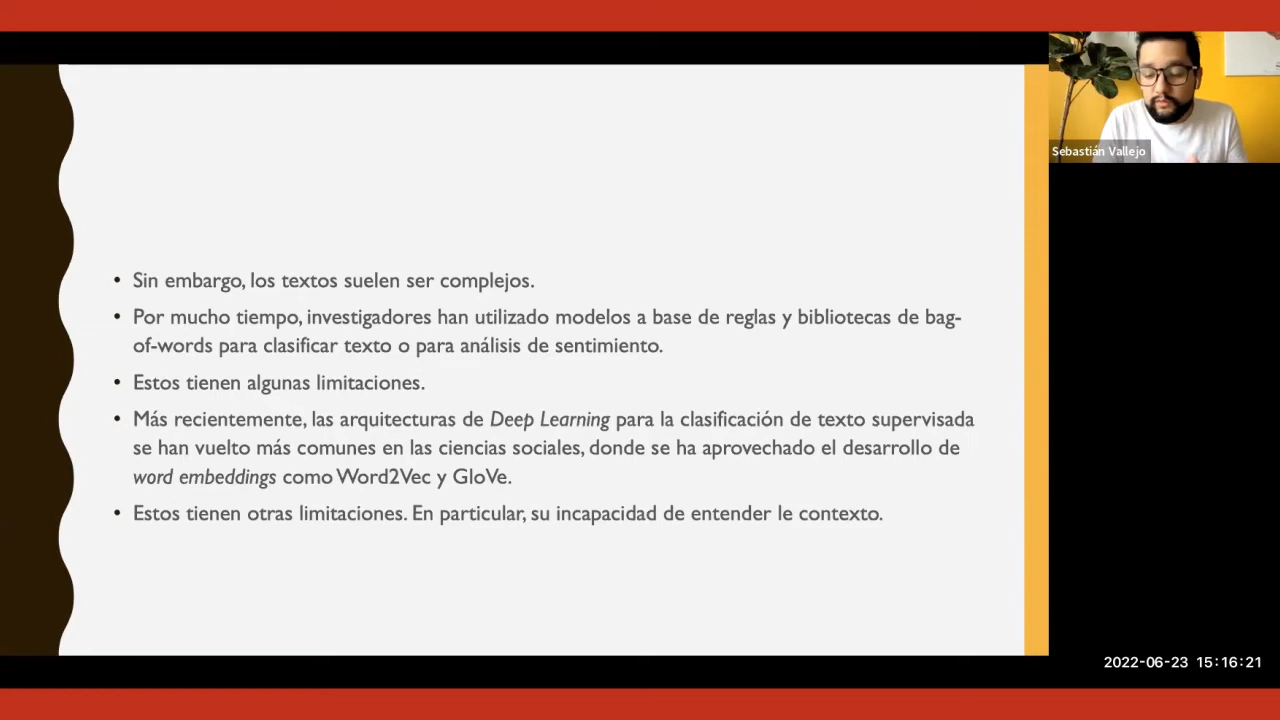 • Sin embargo, los textos suelen ser complejos.
• Por mucho tiempo, investigadores han utilizado modelos a base de reglas y bibliotecas de bag-
of-words para clasificar texto o para análisis de sentimiento.
• Estos tienen algunas limitaciones.
• Más recientemente, las arquitecturas de Deep Learning para la clasificación de texto supervisada
se han vuelto más comunes en las ciencias sociales, donde se ha aprovechado el desarrollo de
word embeddings como Word2Vec y GloVe.
• Estos tienen otras limitaciones. En particular, su incapacidad de entender le contexto.
Sebastián Vallejo
2022-06-23 15:16:21